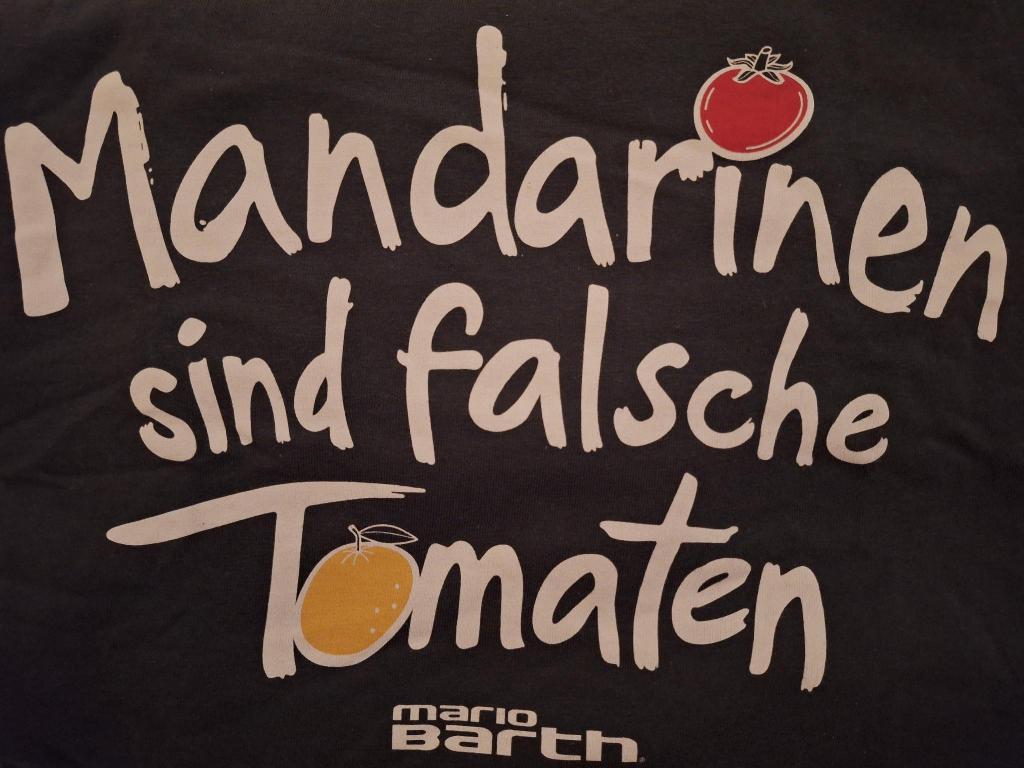 Mandarinen
sind falsche
Tomaten
mario
Barth